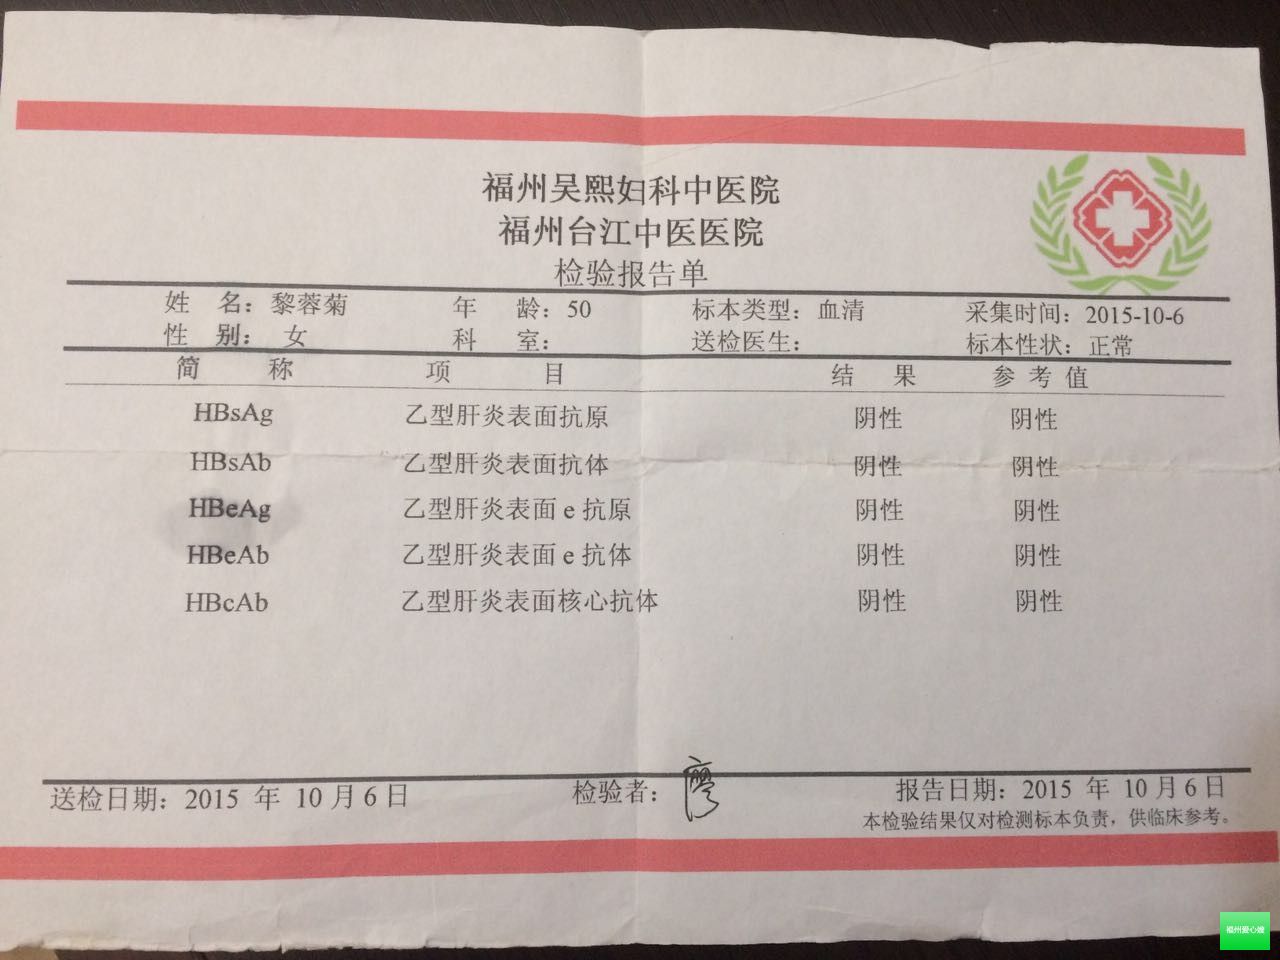 福州吴熙妇科中医院
福州台江中医医院
检验报告单
姓 名：黎蓉菊 年 龄：50 标本类型：血清 采集时间：2015-10-6
性 别： 女 科 室： 送检医生： 标本性状：正常
简 称 项 目 结 果 参 考 值
HBsAg 乙型肝炎表面抗原 阴性 阴性
HBsAb 乙型肝炎表面抗体 阴性 阴性
HBeAg 乙型肝炎表面 e 抗原 阴性 阴性
HBeAb 乙型肝炎表面 e 抗体 阴性 阴性
HBcAb 乙型肝炎表面核心抗体 阴性 阴性
送检日期：2015 年 10 月 6 日 检验者：廖 报告日期：2015 年 10 月 6 日
本检验结果仅对检测标本负责，供临床参考。
福州爱心嫂